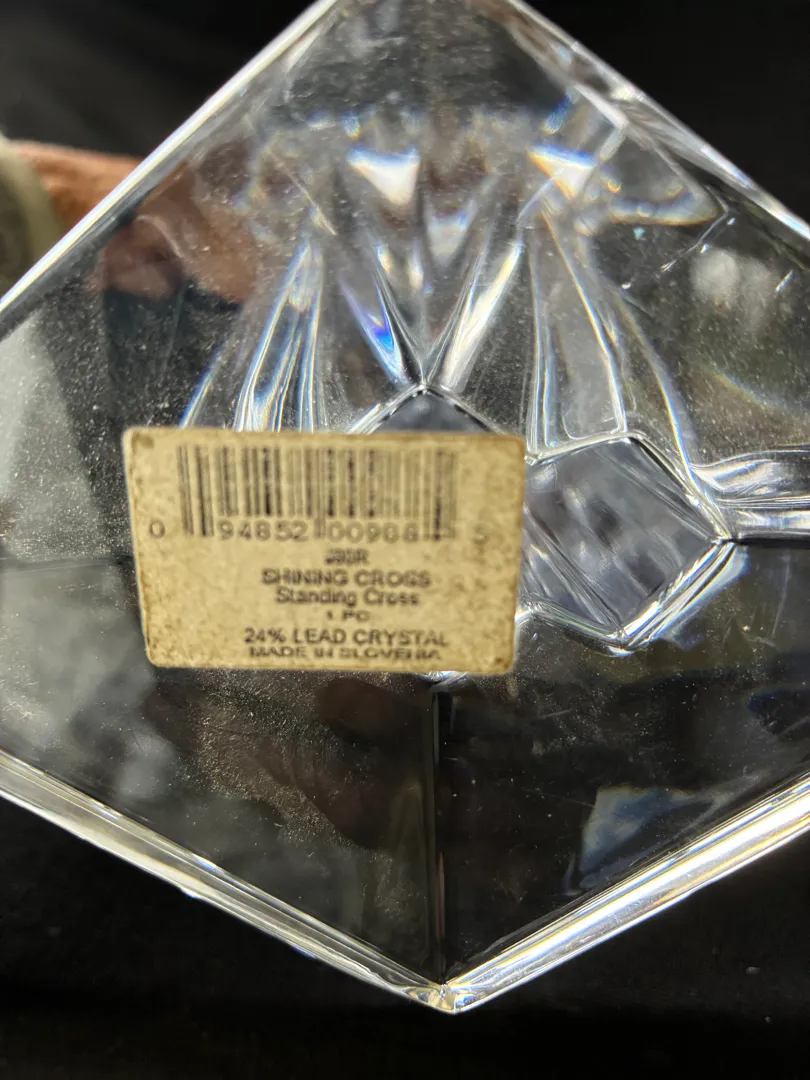 0 94852 00908 5
SHINING CROSS
Standing Cross
1 PC
24% LEAD CRYSTAL
MADE IN SLOVENIA